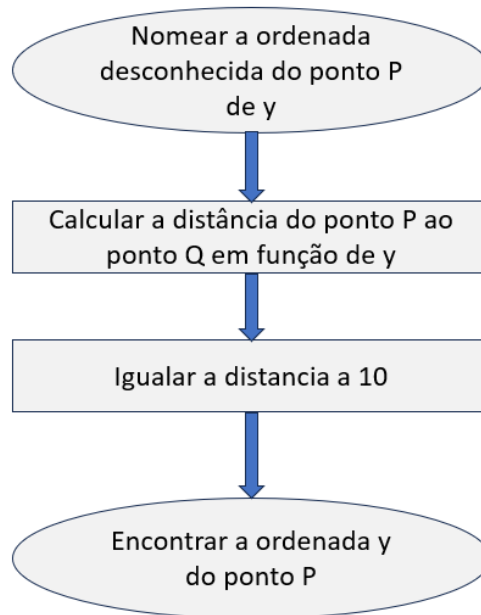 Nomear a ordenada
desconhecida do ponto P
de y
Calcular a distância do ponto P ao
ponto Q em função de y
Igualar a distancia a 10
Encontrar a ordenada y
do ponto P